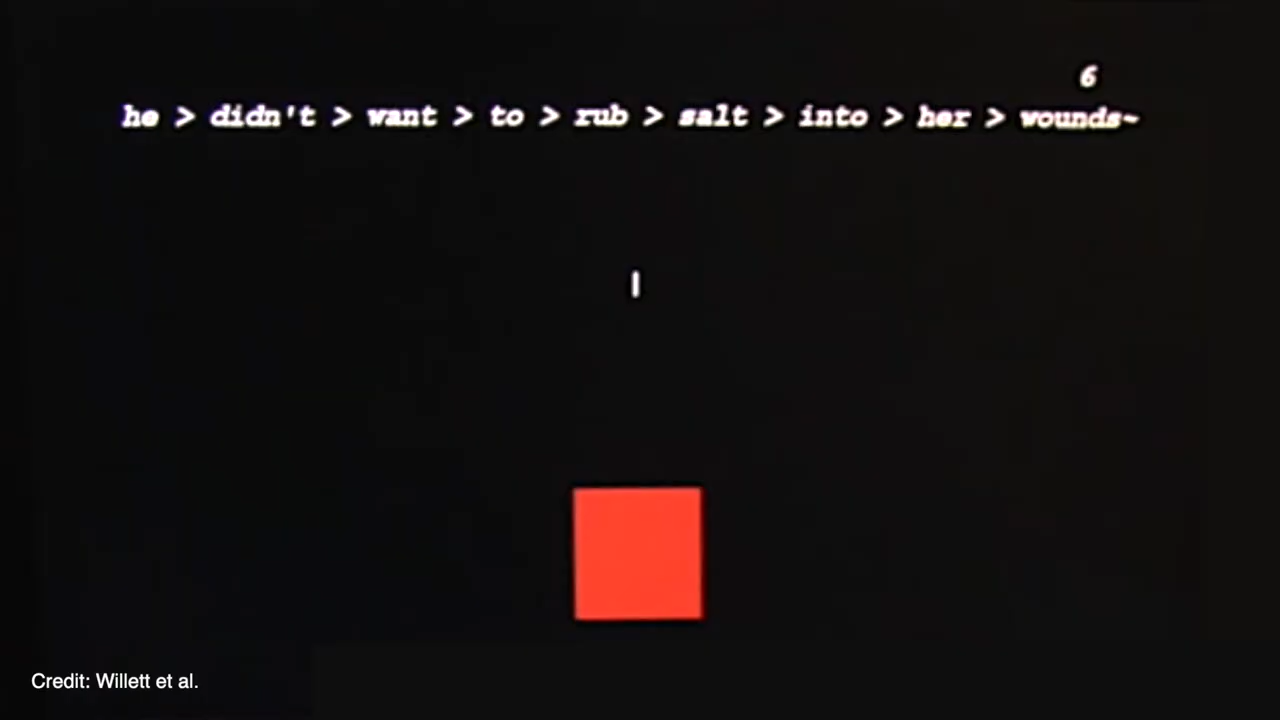 6
he > didn't > want > to > rub > salt > into > her > wounds~
Credit: Willett et al.